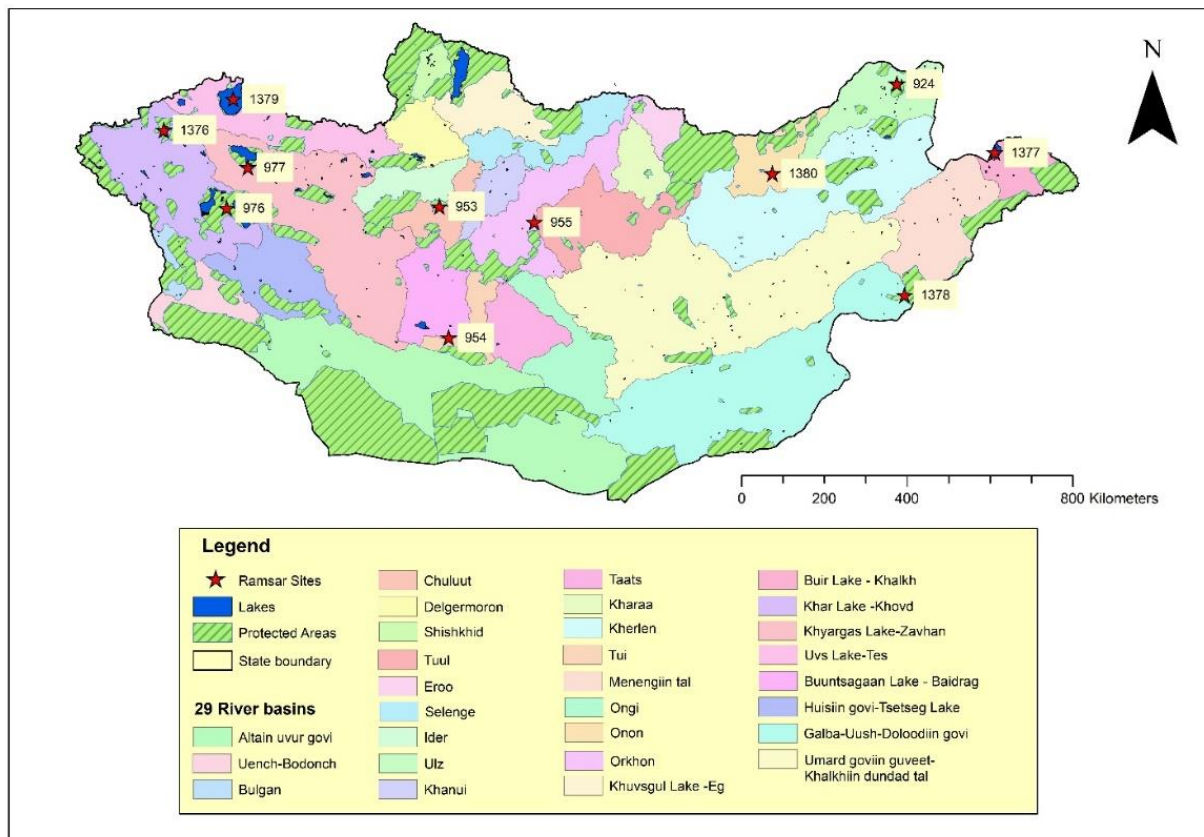 N
924
1379
1376
1377
977
1380
976
953
955
1378
954
0 200 400 800 Kilometers
Legend
Ramsar Sites
Lakes
Protected Areas
State boundary
29 River basins
Altain uvur govi
Uench-Bodonch
Bulgan
Chuluut
Delgermoron
Shishkhid
Tuul
Eroo
Selenge
Ider
Ulz
Khanui
Taats
Kharaa
Kherlen
Tui
Menengiin tal
Ongi
Onon
Orkhon
Khuvsgul Lake -Eg
Buir Lake - Khalkh
Khar Lake -Khovd
Khyargas Lake-Zavhan
Uvs Lake-Tes
Buuntsagaan Lake - Baidrag
Huisiin govi-Tsetseg Lake
Galba-Uush-Doloodiin govi
Umard goviin guveet-
Khalkhiin dundad tal